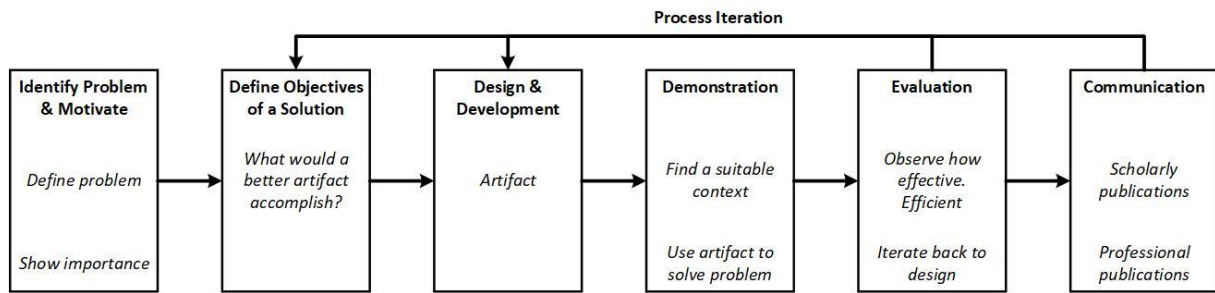 Process Iteration
Identify Problem
& Motivate
Define problem
Show importance
Define Objectives
of a Solution
What would a
better artifact
accomplish?
Design &
Development
Artifact
Demonstration
Find a suitable
context
Use artifact to
solve problem
Evaluation
Observe how
effective.
Efficient
Iterate back to
design
Communication
Scholarly
publications
Professional
publications